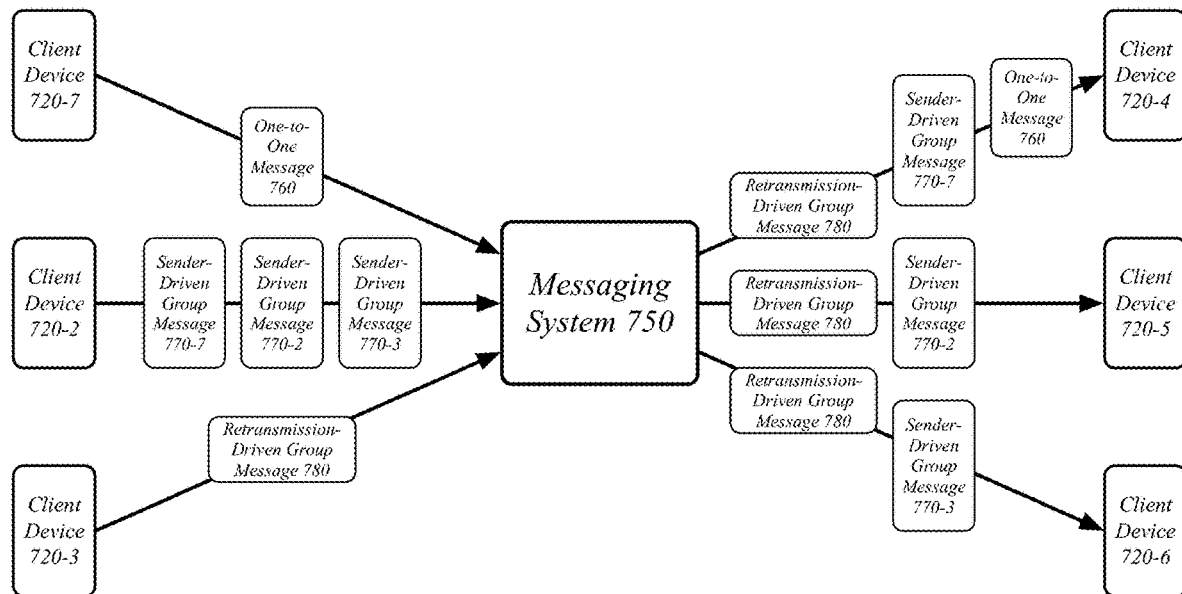 Client
Device
720-7
One-to-
One
Message
760
Client
Device
720-2
Sender-
Driven
Group
Message
770-7
Sender-
Driven
Group
Message
770-2
Sender-
Driven
Group
Message
770-3
Client
Device
720-3
Retransmission-
Driven Group
Message 780
Messaging
System 750
Retransmission-
Driven Group
Message 780
Sender-
Driven
Group
Message
770-7
One-to-
One
Message
760
Client
Device
720-4
Retransmission-
Driven Group
Message 780
Sender-
Driven
Group
Message
770-2
Client
Device
720-5
Retransmission-
Driven Group
Message 780
Sender-
Driven
Group
Message
770-3
Client
Device
720-6